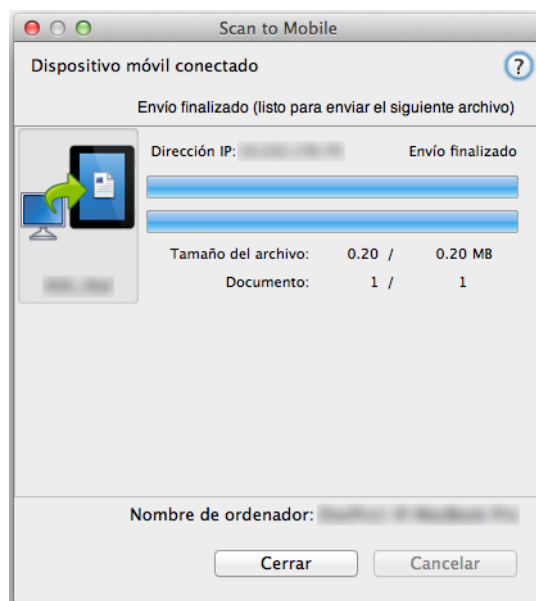 Scan to Mobile
Dispositivo móvil conectado ?
Envío finalizado (listo para enviar el siguiente archivo)
Dirección IP: Envío finalizado
Tamaño del archivo: 0.20 / 0.20 MB
Documento: 1 / 1
Nombre de ordenador:
Cerrar Cancelar